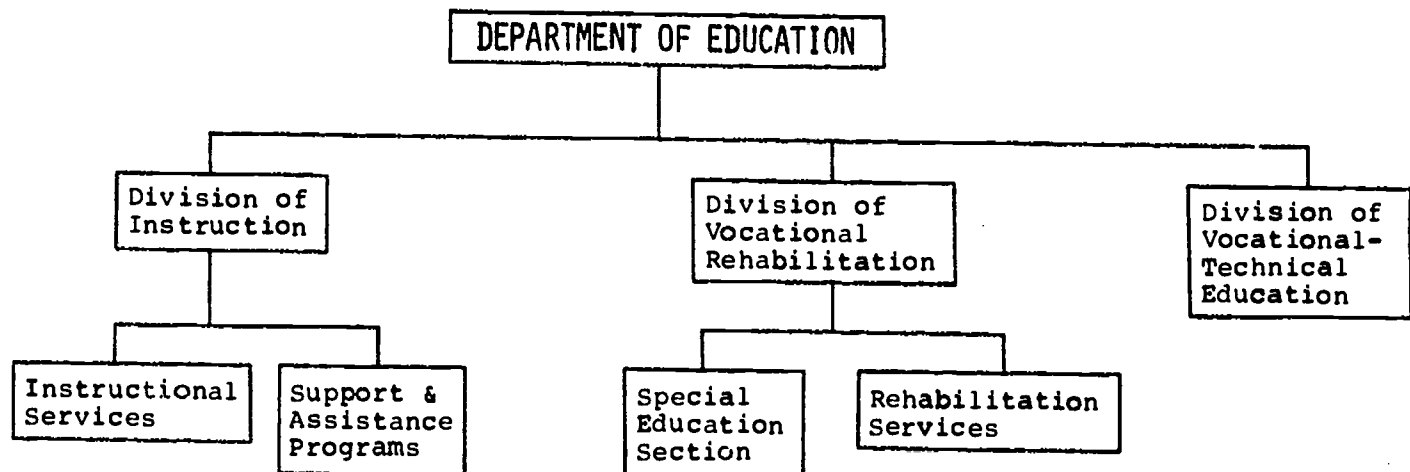 DEPARTMENT OF EDUCATION
Division of
Instruction
Division of
Vocational
Rehabilitation
Division of
Vocational-
Technical
Education
Instructional
Services
Support &
Assistance
Programs
Special
Education
Section
Rehabilitation
Services